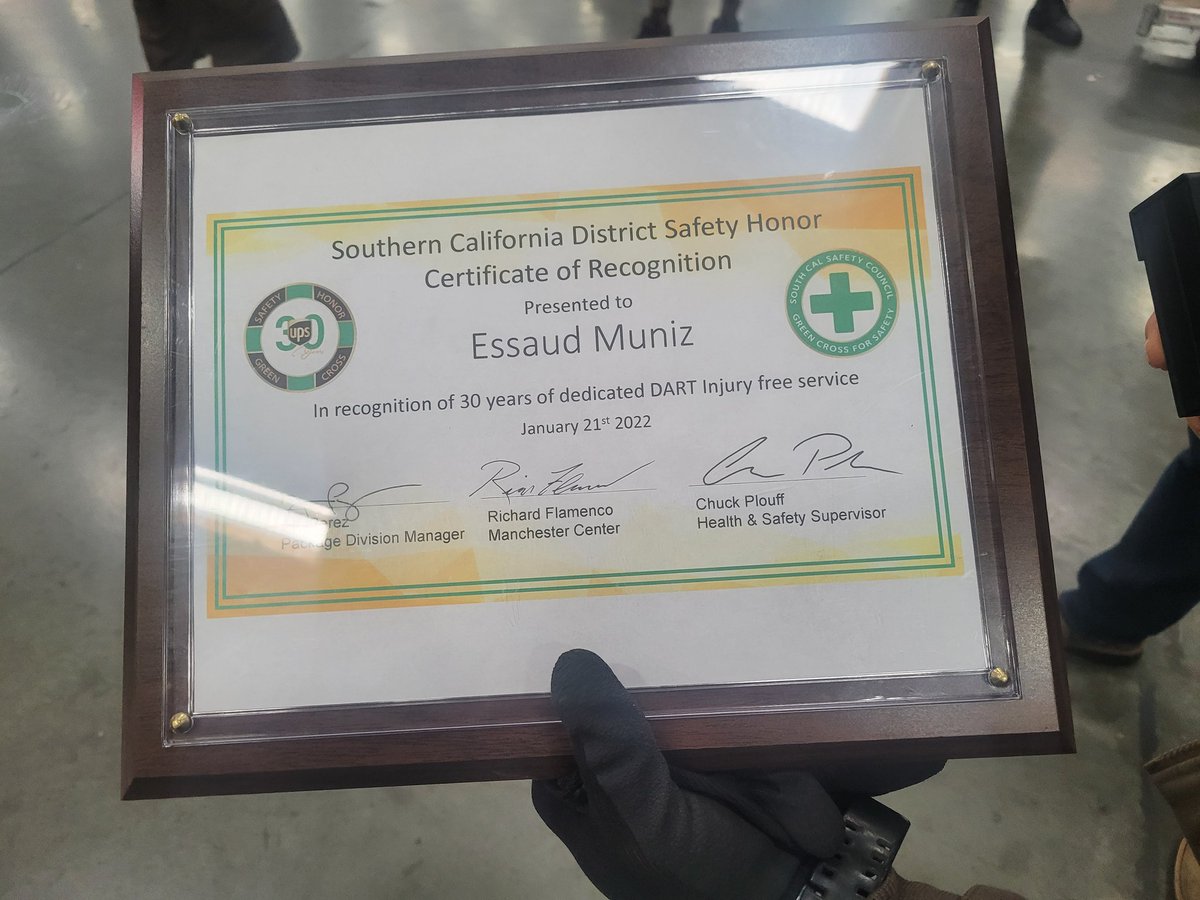 Southern California District Safety Honor
Certificate of Recognition
Presented to
Essaud Muniz
In recognition of 30 years of dedicated DART Injury free service
January 21st 2022
SAFETY HONOR
30
ups
Years
GREEN CROSS
SOUTH CAL SAFETY COUNCIL
GREEN CROSS FOR SAFETY
Package Division Manager
Richard Flamenco
Manchester Center
Chuck Plouff
Health & Safety Supervisor